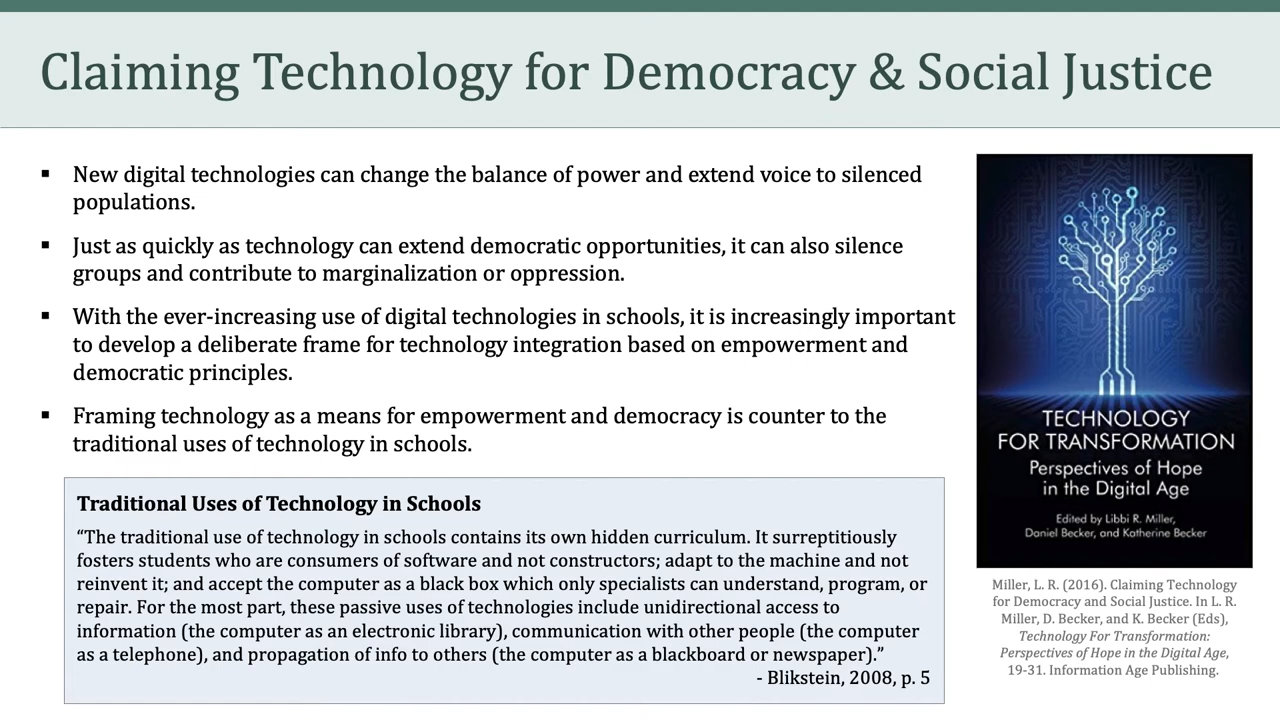 Claiming Technology for Democracy & Social Justice
▪ New digital technologies can change the balance of power and extend voice to silenced
populations.
▪ Just as quickly as technology can extend democratic opportunities, it can also silence
groups and contribute to marginalization or oppression.
▪ With the ever-increasing use of digital technologies in schools, it is increasingly important
to develop a deliberate frame for technology integration based on empowerment and
democratic principles.
▪ Framing technology as a means for empowerment and democracy is counter to the
traditional uses of technology in schools.
Traditional Uses of Technology in Schools
“The traditional use of technology in schools contains its own hidden curriculum. It surreptitiously
fosters students who are consumers of software and not constructors; adapt to the machine and not
reinvent it; and accept the computer as a black box which only specialists can understand, program, or
repair. For the most part, these passive uses of technologies include unidirectional access to
information (the computer as an electronic library), communication with other people (the computer
as a telephone), and propagation of info to others (the computer as a blackboard or newspaper).”
- Blikstein, 2008, p. 5
TECHNOLOGY
FOR TRANSFORMATION
Perspectives of Hope
in the Digital Age
Edited by Libbi R. Miller,
Daniel Becker, and Katherine Becker
Miller, L. R. (2016). Claiming Technology
for Democracy and Social Justice. In L. R.
Miller, D. Becker, and K. Becker (Eds),
Technology For Transformation:
Perspectives of Hope in the Digital Age,
19-31. Information Age Publishing.